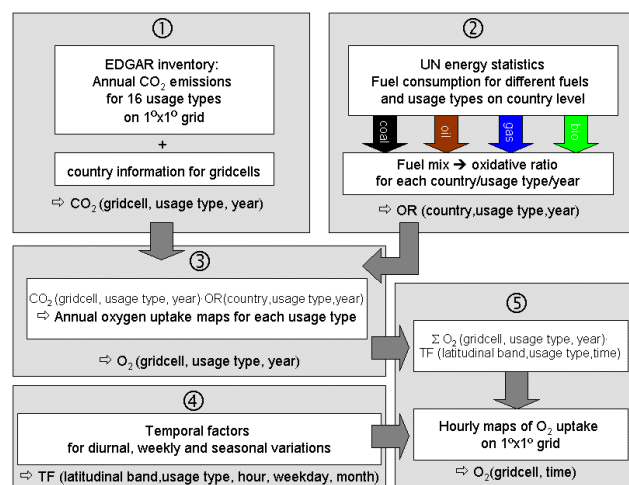 ①
EDGAR inventory:
Annual CO₂ emissions
for 16 usage types
on 1⁰x1⁰ grid
+
country information for gridcells
⇨ CO₂ (gridcell, usage type, year)
②
UN energy statistics
Fuel consumption for different fuels
and usage types on country level
coal
oil
gas
bio
Fuel mix → oxidative ratio
for each country/usage type/year
⇨ OR (country,usage type,year)
③
CO₂ (gridcell, usage type, year)·OR(country,usage type,year)
⇨ Annual oxygen uptake maps for each usage type
⇨ O₂ (gridcell, usage type, year)
④
Temporal factors
for diurnal, weekly and seasonal variations
⇨ TF (latitudinal band,usage type, hour, weekday, month)
⑤
Σ O₂ (gridcell, usage type, year)·
TF (latitudinal band,usage type,time)
Hourly maps of O₂ uptake
on 1⁰x1⁰ grid
⇨ O₂(gridcell, time)